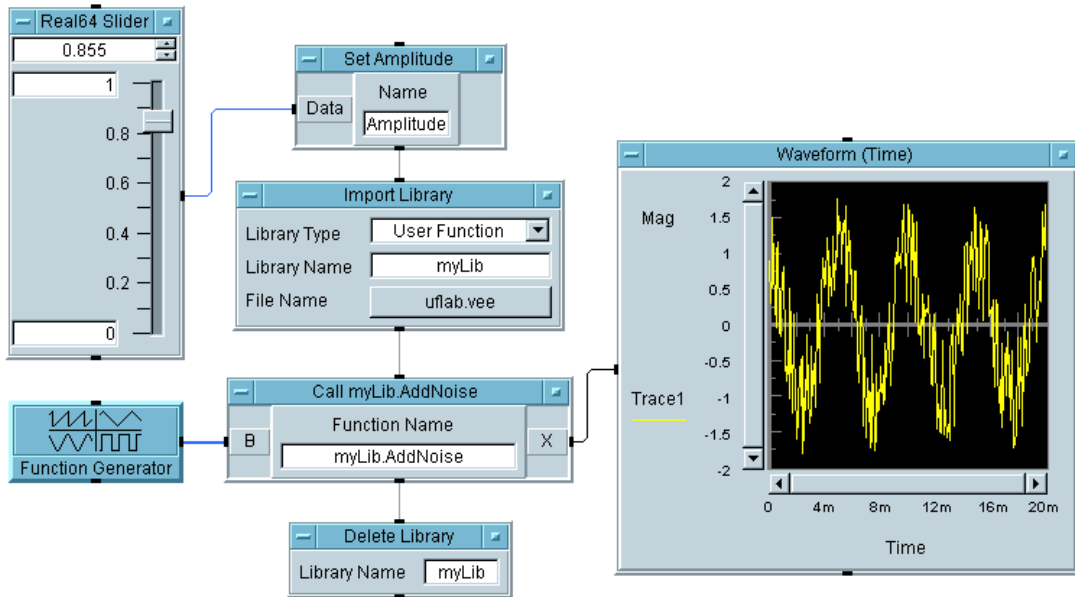 Real64 Slider
0.855
1
0.8
0.6
0.4
0.2
0
Set Amplitude
Data
Name
Amplitude
Import Library
Library Type
User Function
Library Name
myLib
File Name
uflab.vee
Function Generator
Call myLib.AddNoise
B
Function Name
myLib.AddNoise
X
Delete Library
Library Name
myLib
Waveform (Time)
Mag
Trace1
2
1.5
1
0.5
0
-0.5
-1
-1.5
-2
0 4m 8m 12m 16m 20m
Time